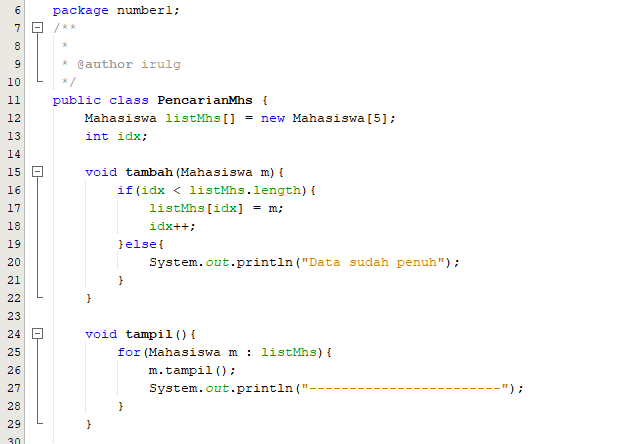 6 package number1;
7 /**
8 *
9 * @author irulg
10 */
11 public class PencarianMhs {
12 Mahasiswa listMhs[] = new Mahasiswa[5];
13 int idx;
14
15 void tambah(Mahasiswa m){
16 if(idx < listMhs.length){
17 listMhs[idx] = m;
18 idx++;
19 }else{
20 System.out.println("Data sudah penuh");
21 }
22 }
23
24 void tampil(){
25 for(Mahasiswa m : listMhs){
26 m.tampil();
27 System.out.println("------------------------");
28 }
29 }
30